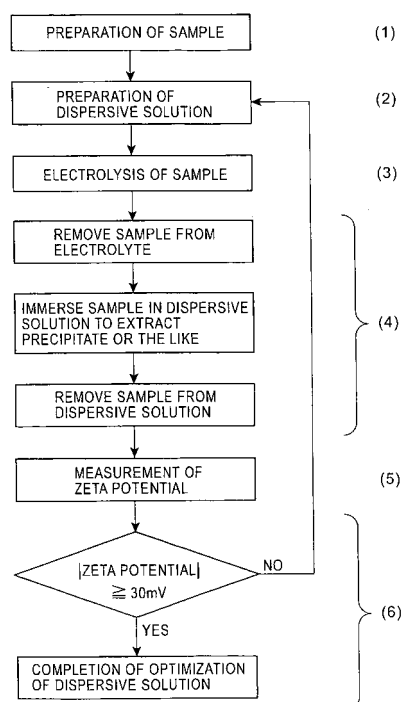 PREPARATION OF SAMPLE
(1)
PREPARATION OF
DISPERSIVE SOLUTION
(2)
ELECTROLYSIS OF SAMPLE
(3)
REMOVE SAMPLE FROM
ELECTROLYTE
IMMERSE SAMPLE IN DISPERSIVE
SOLUTION TO EXTRACT
PRECIPITATE OR THE LIKE
(4)
REMOVE SAMPLE FROM
DISPERSIVE SOLUTION
MEASUREMENT OF
ZETA POTENTIAL
(5)
|ZETA POTENTIAL|
≧ 30mV
NO
YES
(6)
COMPLETION OF OPTIMIZATION
OF DISPERSIVE SOLUTION